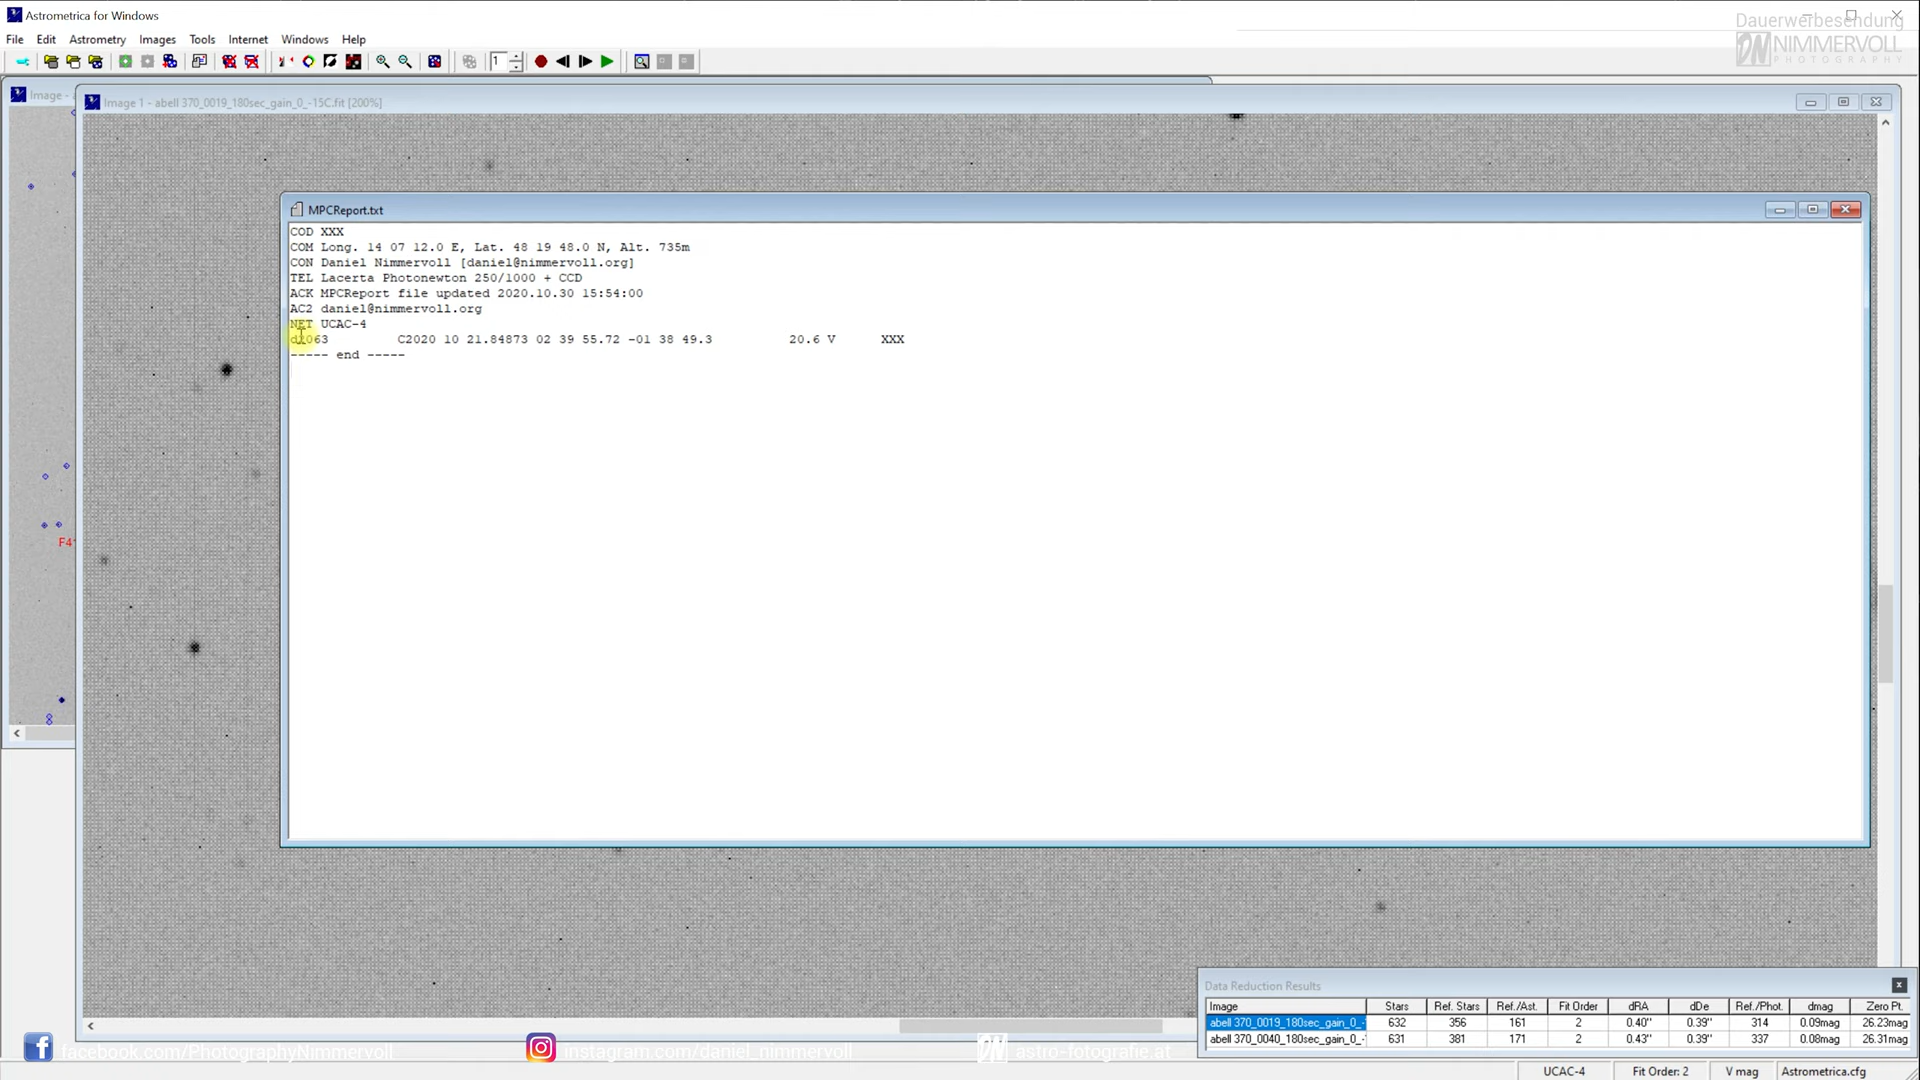 Astrometrica for Windows
Dauerwerbesendung
NIMMERVOLL
PHOTOGRAPHY
File Edit Astrometry Images Tools Internet Windows Help
1
Image -
Image 1 - abell 370_0019_180sec_gain_0_-15C.fit [200%]
MPCReport.txt
COD XXX
COM Long. 14 07 12.0 E, Lat. 48 19 48.0 N, Alt. 735m
CON Daniel Nimmervoll [daniel@nimmervoll.org]
TEL Lacerta Photonewton 250/1000 + CCD
ACK MPCReport file updated 2020.10.30 15:54:00
AC2 daniel@nimmervoll.org
NET UCAC-4
C2020 10 21.84873 02 39 55.72 -01 38 49.3 20.6 V XXX
----- end -----
Data Reduction Results
Image Stars Ref. Stars Ref./Ast. Fit Order dRA dDe Ref./Phot. dmag Zero Pt.
abell 370_0019_180sec_gain_0_- 632 356 161 2 0.40'' 0.39'' 314 0.09mag 26.23mag
abell 370_0040_180sec_gain_0_- 631 381 171 2 0.43'' 0.39'' 337 0.08mag 26.31mag
facebook.com/PhotographyNimmervoll instagram.com/daniel_nimmervoll astro-fotografie.at
UCAC-4 Fit Order: 2 V mag Astrometrica.cfg